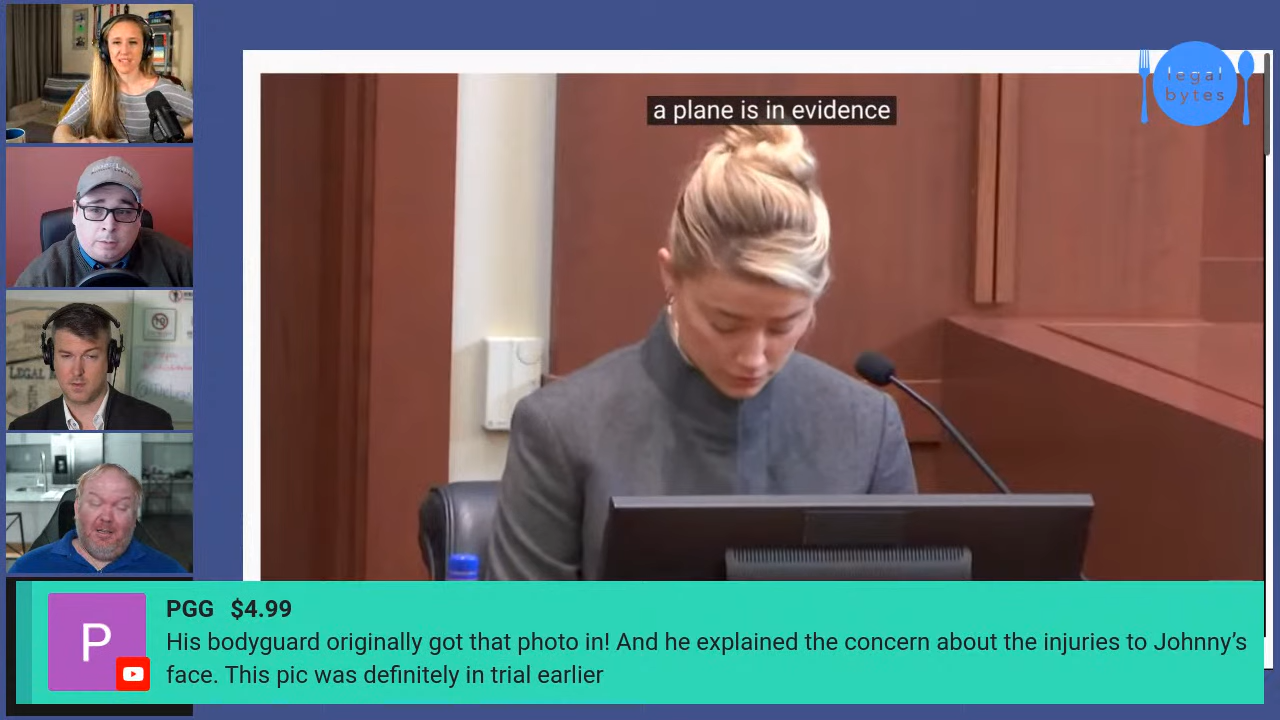 a plane is in evidence
legal
bytes
LEGAL
P
PGG $4.99
His bodyguard originally got that photo in! And he explained the concern about the injuries to Johnny’s
face. This pic was definitely in trial earlier